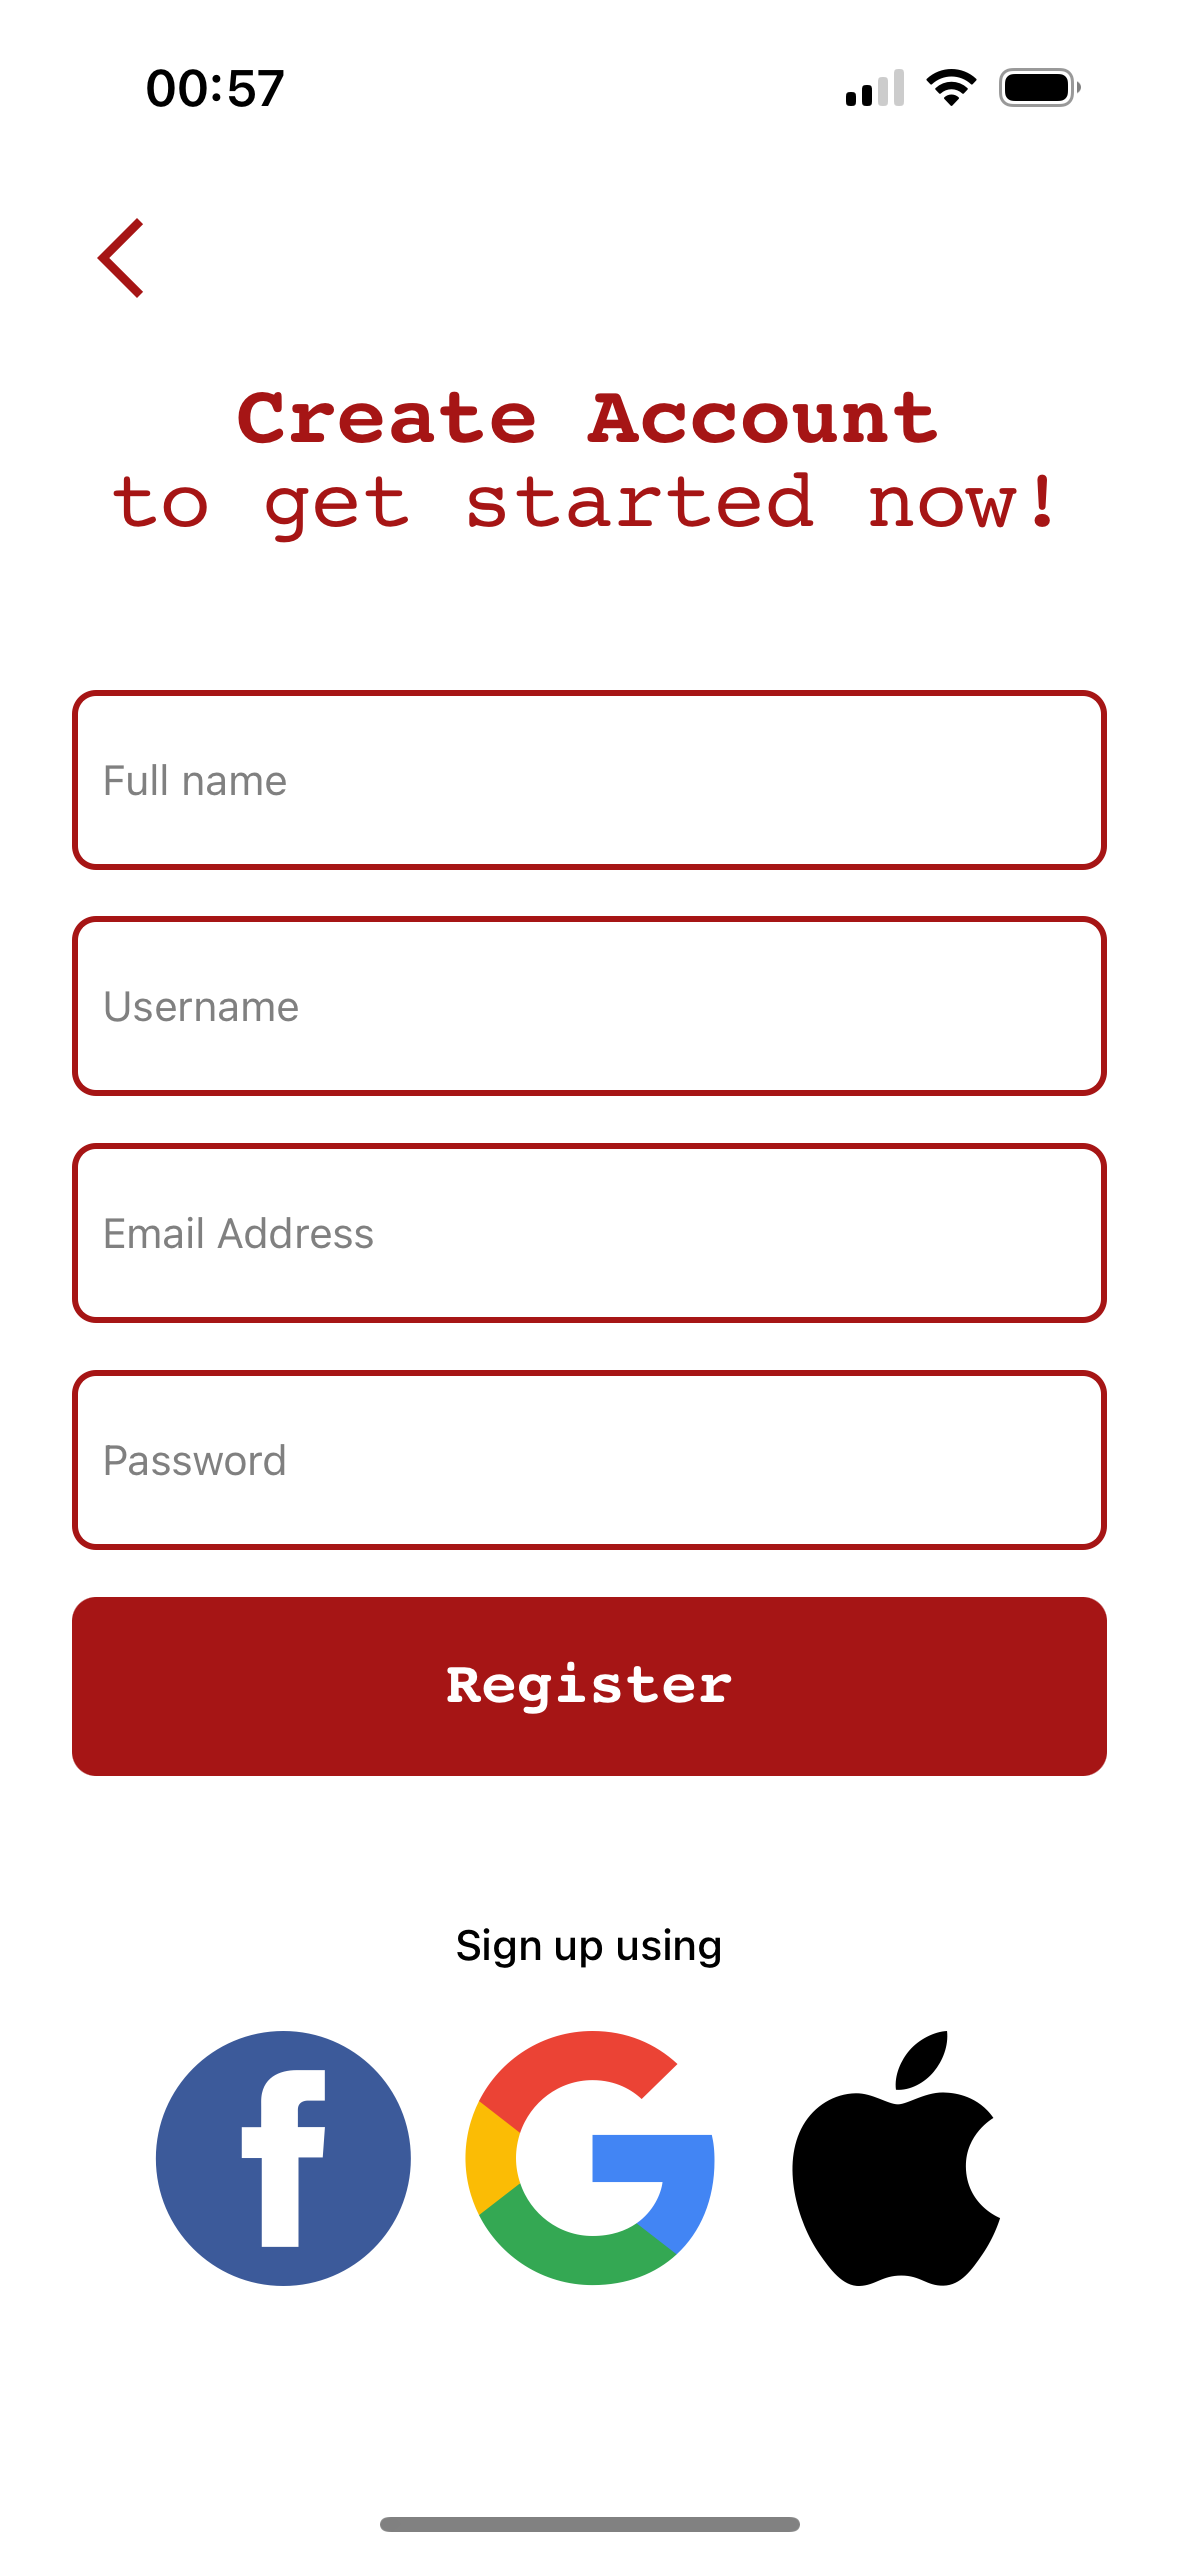 00:57
Create Account
to get started now!
Full name
Username
Email Address
Password
Register
Sign up using